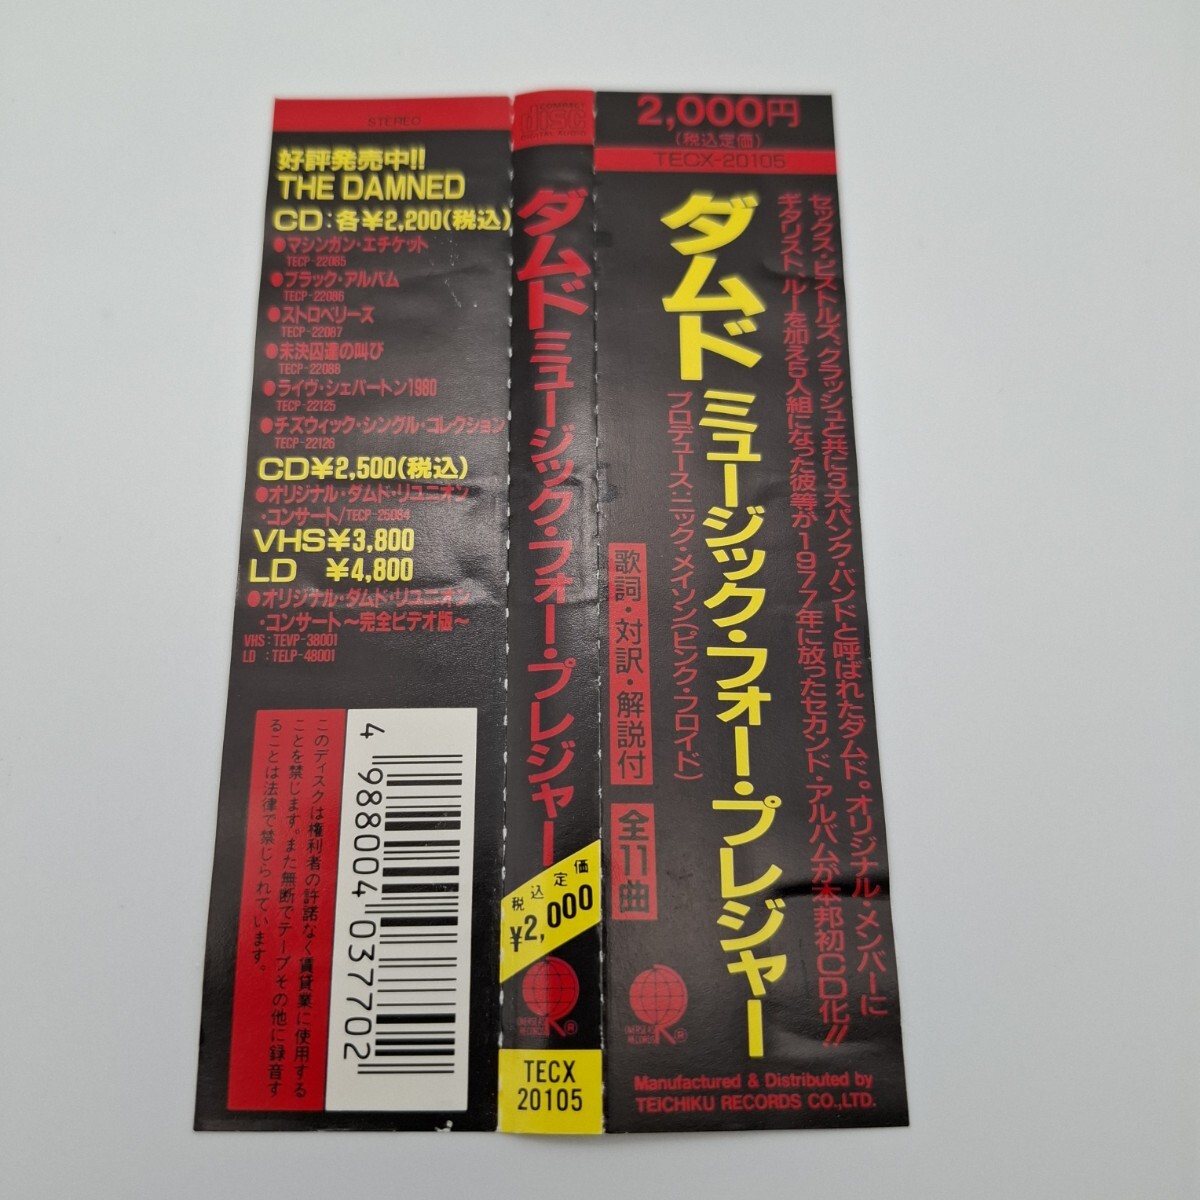 STEREO
好評発売中!!
THE DAMNED
CD:各¥2,200(税込)
●マシンガン・エチケット
TECP-22085
●ブラック・アルバム
TECP-22086
●ストロベリーズ
TECP-22087
●未決囚達の叫び
TECP-22088
●ライヴ・シェパートン1980
TECP-22125
●チズウィック・シングル・コレクション
TECP-22126
CD¥2,500(税込)
●オリジナル・ダムド・リユニオン
・コンサート/TECP-25084
VHS¥3,800
LD ¥4,800
●オリジナル・ダムド・リユニオン
・コンサート〜完全ビデオ版〜
VHS:TEVP-38001
LD :TELP-48001
このディスクは権利者の許諾なく賃貸業に使用する
ことを禁じます。また無断でテープその他に録音す
ることは法律で禁じられています。
4 988004 037702
COMPACT
disc
DIGITAL AUDIO
ダムド ミュージック・フォー・プレジャー
税込定価
¥2,000
RECORDS
®
TECX
20105
2,000円
(税込定価)
TECX-20105
セックス・ピストルズ、クラッシュと共に3大パンク・バンドと呼ばれたダムド。オリジナル・メンバーに
ギタリスト、ルーを加え5人組になった彼等が1977年に放ったセカンド・アルバムが本邦初CD化!!
ダムド ミュージック・フォー・プレジャー
プロデュース:ニック・メイソン(ピンク・フロイド)
歌詞・対訳・解説付
全11曲
RECORDS
®
Manufactured & Distributed by
TEICHIKU RECORDS CO.,LTD.